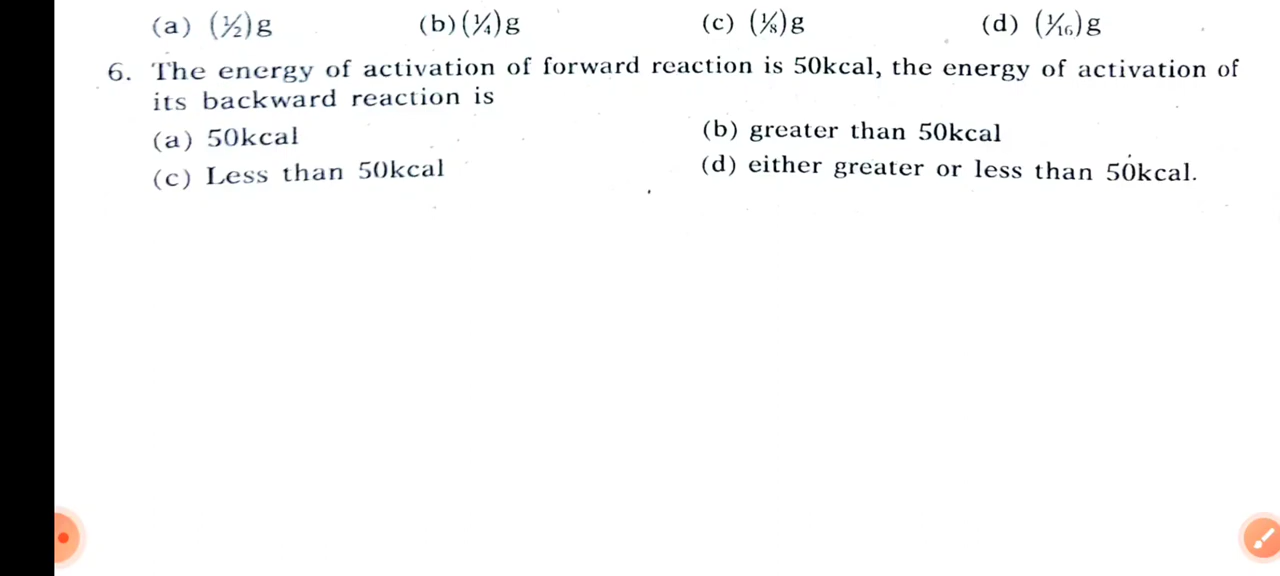 (a) (½)g (b) (¼)g (c) (⅛)g (d) (1/16)g
6. The energy of activation of forward reaction is 50kcal, the energy of activation of
its backward reaction is
(a) 50kcal (b) greater than 50kcal
(c) Less than 50kcal (d) either greater or less than 50kcal.